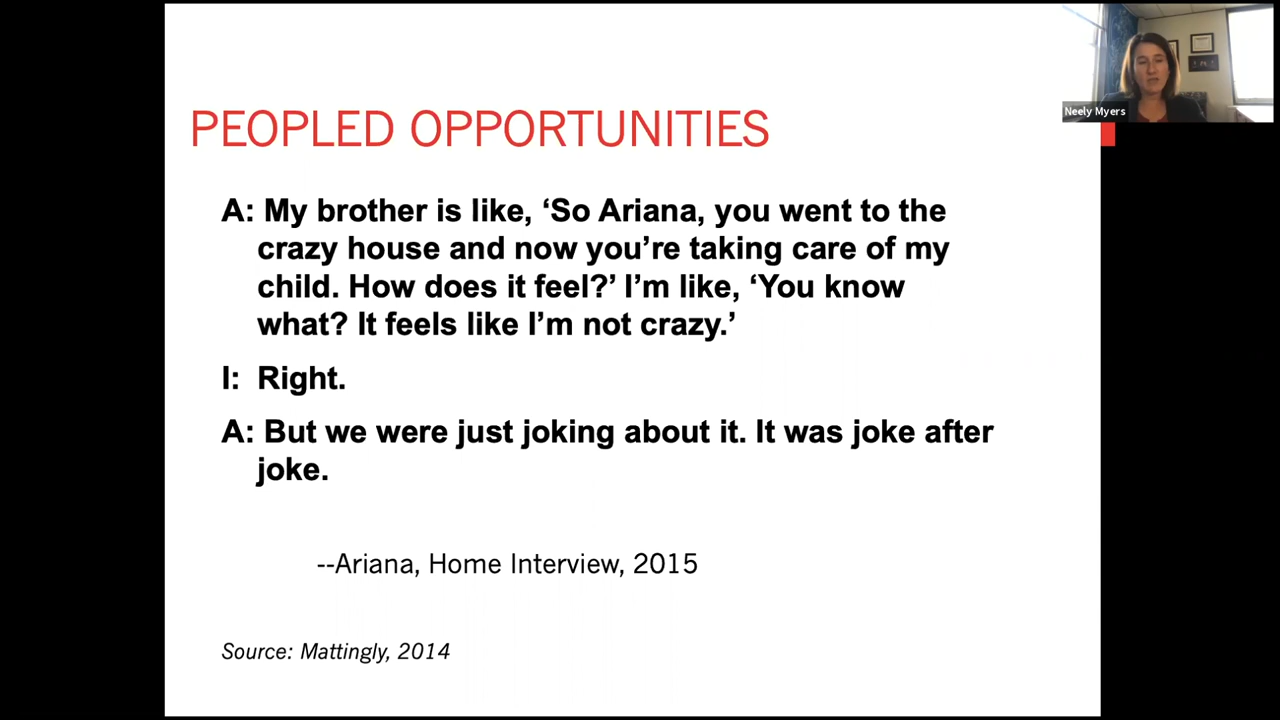 Neely Myers
PEOPLED OPPORTUNITIES
A: My brother is like, ‘So Ariana, you went to the
crazy house and now you’re taking care of my
child. How does it feel?’ I’m like, ‘You know
what? It feels like I’m not crazy.’
I: Right.
A: But we were just joking about it. It was joke after
joke.
--Ariana, Home Interview, 2015
Source: Mattingly, 2014